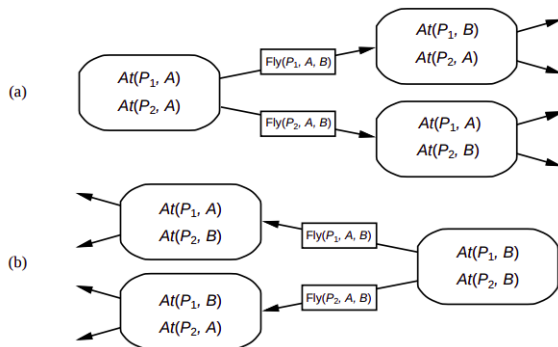 (a)
At(P1, A)
At(P2, A)
Fly(P1, A, B)
Fly(P2, A, B)
At(P1, B)
At(P2, A)
At(P1, A)
At(P2, B)
(b)
At(P1, A)
At(P2, B)
At(P1, B)
At(P2, A)
Fly(P1, A, B)
Fly(P2, A, B)
At(P1, B)
At(P2, B)